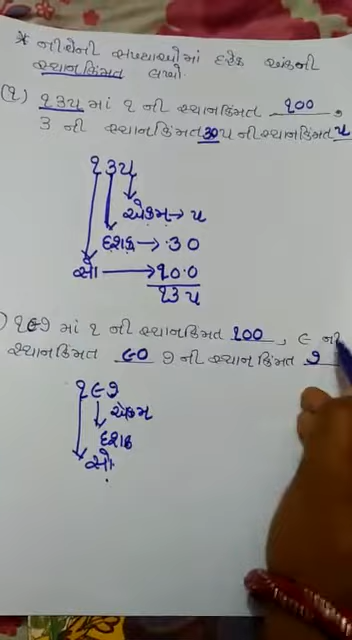 * નીચેની સંખ્યાઓમાં દરેક અંકની
સ્થાનકિંમત લખો.
(૧) ૧૩૫ માં ૧ ની સ્થાનકિંમત ૧૦૦,
૩ ની સ્થાનકિંમત ૩૦ ૫ ની સ્થાનકિંમત ૫
૧૩૫
એકમ → ૫
દશક → ૩૦
સો → ૧૦૦
૧૩૫
) ૧૯૭ માં ૧ ની સ્થાનકિંમત ૧૦૦, ૯ ની
સ્થાનકિંમત ૯૦ ૭ ની સ્થાનકિંમત ૭
૧૯૭
એકમ
દશક
સો